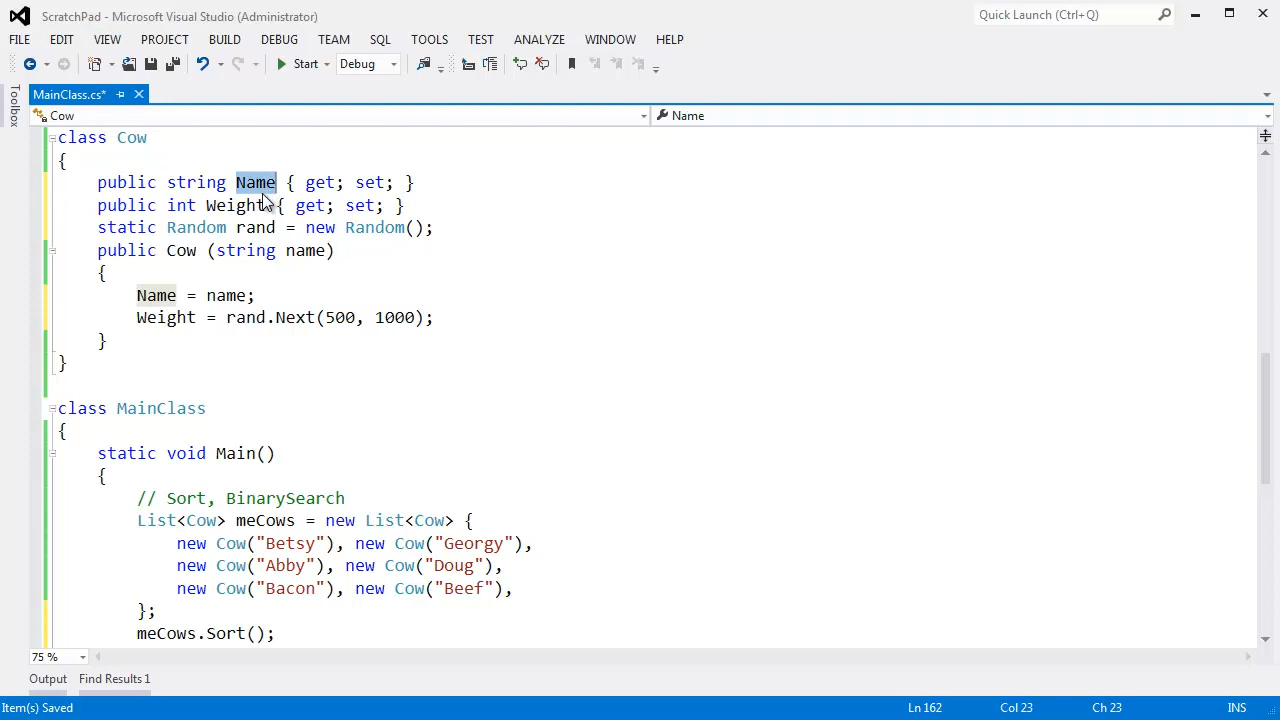 ScratchPad - Microsoft Visual Studio (Administrator)
Quick Launch (Ctrl+Q)
FILE EDIT VIEW PROJECT BUILD DEBUG TEAM SQL TOOLS TEST ANALYZE WINDOW HELP
Start Debug
Toolbox
MainClass.cs*
Cow Name
class Cow
{
public string Name { get; set; }
public int Weight { get; set; }
static Random rand = new Random();
public Cow (string name)
{
Name = name;
Weight = rand.Next(500, 1000);
}
}
class MainClass
{
static void Main()
{
// Sort, BinarySearch
List<Cow> meCows = new List<Cow> {
new Cow("Betsy"), new Cow("Georgy"),
new Cow("Abby"), new Cow("Doug"),
new Cow("Bacon"), new Cow("Beef"),
};
meCows.Sort();
75 %
Output Find Results 1
Item(s) Saved Ln 162 Col 23 Ch 23 INS